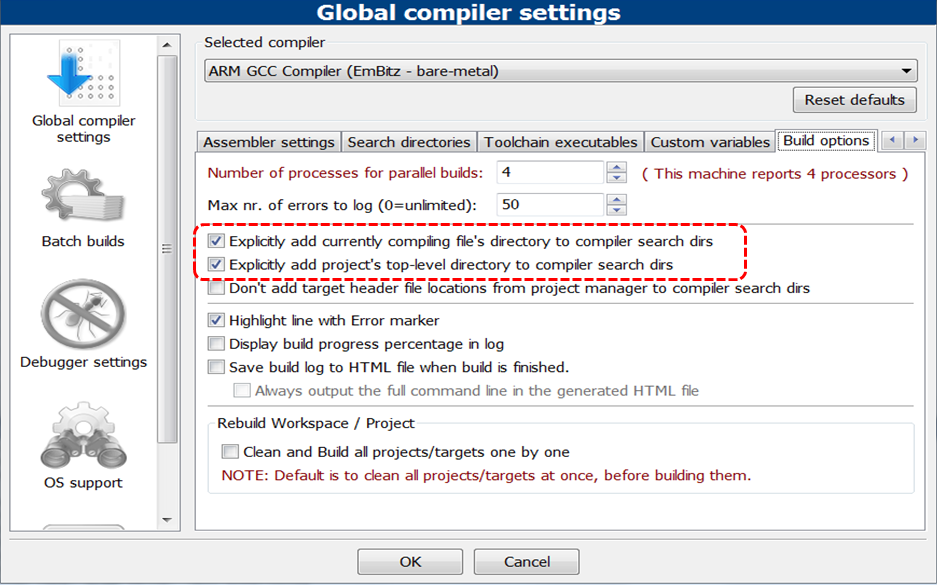 Global compiler settings
Global compiler
settings
Batch builds
Debugger settings
OS support
Selected compiler
ARM GCC Compiler (EmBitz - bare-metal)
Reset defaults
Assembler settings Search directories Toolchain executables Custom variables Build options
Number of processes for parallel builds: 4 ( This machine reports 4 processors )
Max nr. of errors to log (0=unlimited): 50
Explicitly add currently compiling file's directory to compiler search dirs
Explicitly add project's top-level directory to compiler search dirs
Don't add target header file locations from project manager to compiler search dirs
Highlight line with Error marker
Display build progress percentage in log
Save build log to HTML file when build is finished.
Always output the full command line in the generated HTML file
Rebuild Workspace / Project
Clean and Build all projects/targets one by one
NOTE: Default is to clean all projects/targets at once, before building them.
OK Cancel